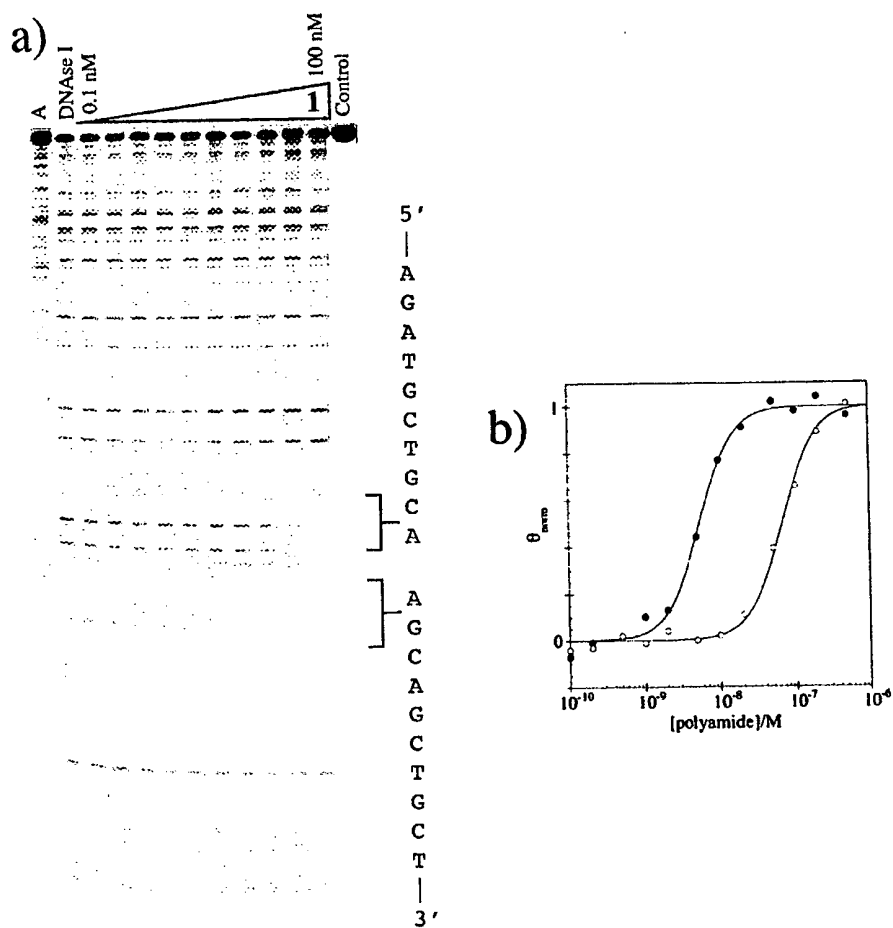 a)
A
DNAse I
0.1 nM
100 nM
1
Control
5'
A
G
A
T
G
C
T
G
C
A
A
G
C
A
G
C
T
G
C
T
3'
b)
1
θnorm
0
10⁻¹⁰ 10⁻⁹ 10⁻⁸ 10⁻⁷ 10⁻⁶
[polyamide]/M